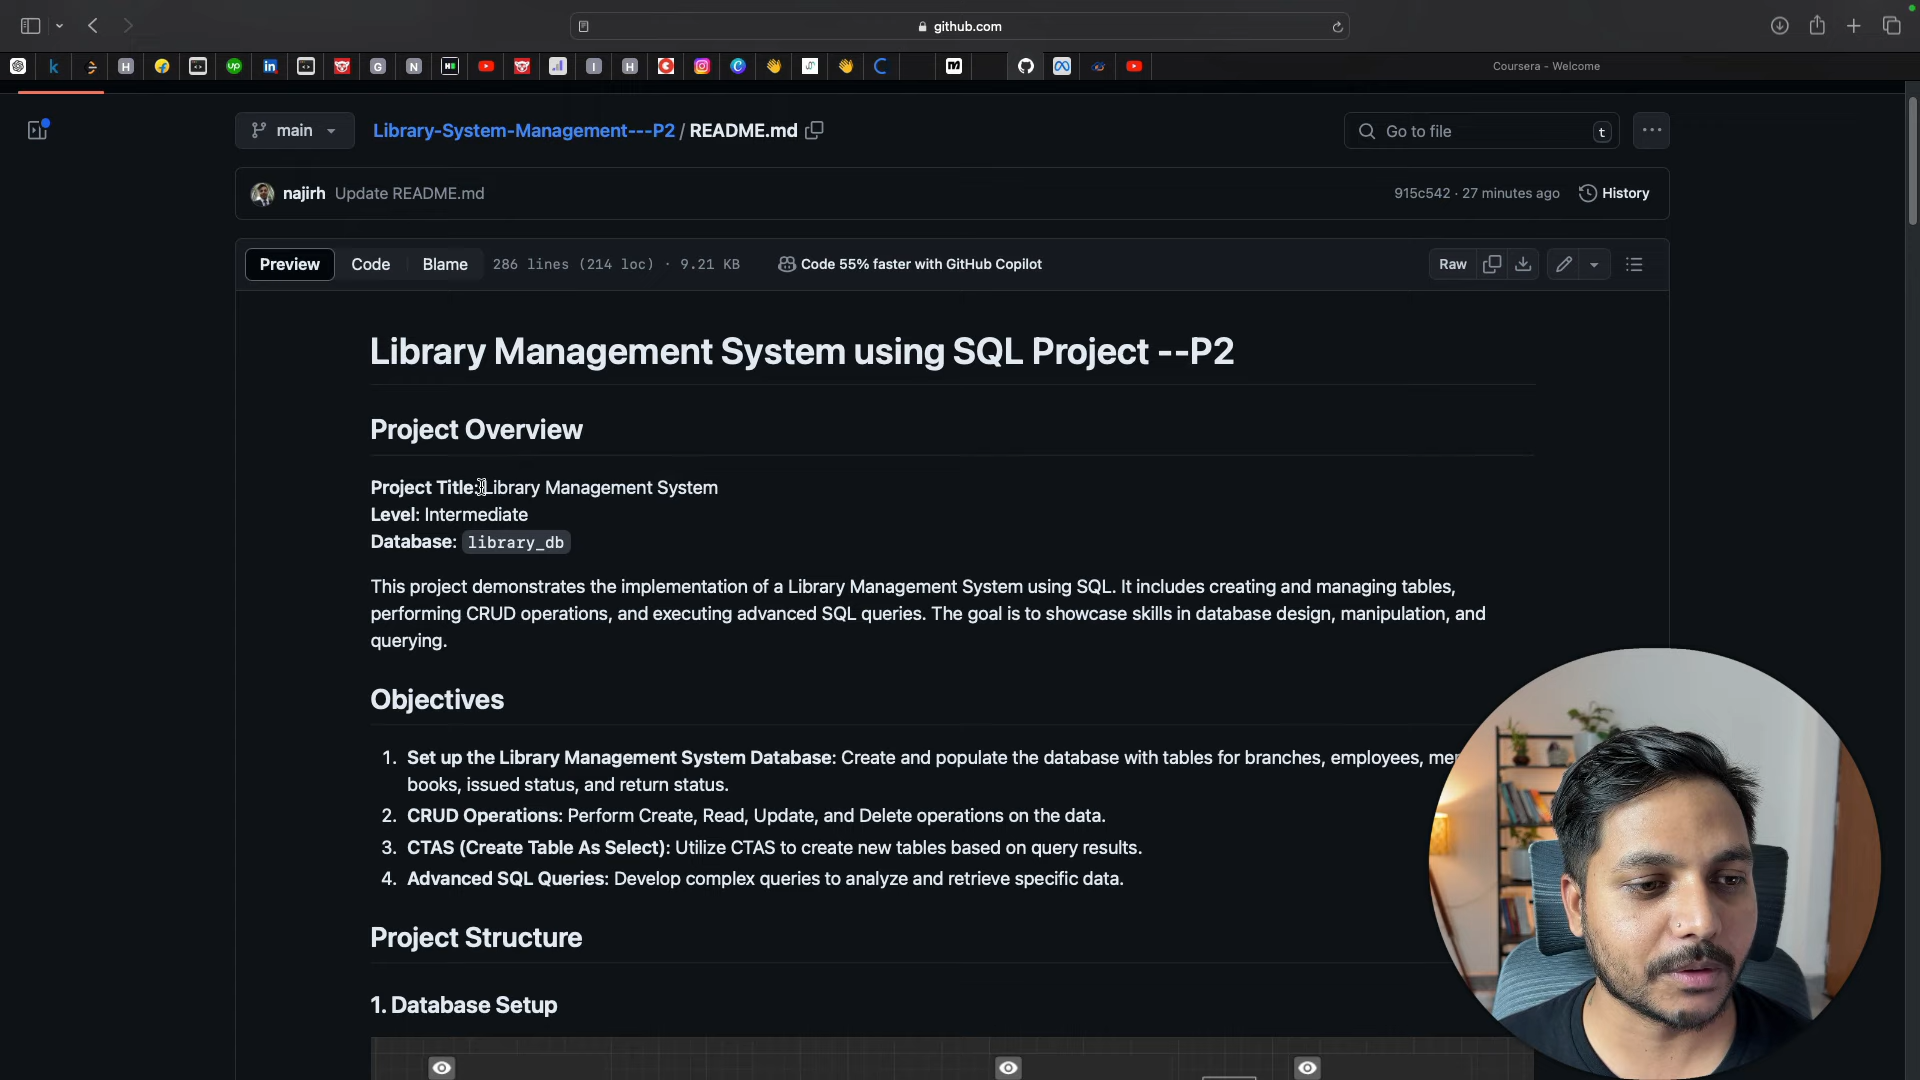 github.com
Coursera - Welcome
main
Library-System-Management---P2 / README.md
Go to file
t
najirh Update README.md
915c542 · 27 minutes ago
History
Preview
Code
Blame
286 lines (214 loc) · 9.21 KB
Code 55% faster with GitHub Copilot
Raw
Library Management System using SQL Project --P2
Project Overview
Project Title: Library Management System
Level: Intermediate
Database: library_db
This project demonstrates the implementation of a Library Management System using SQL. It includes creating and managing tables,
performing CRUD operations, and executing advanced SQL queries. The goal is to showcase skills in database design, manipulation, and
querying.
Objectives
1. Set up the Library Management System Database: Create and populate the database with tables for branches, employees,
books, issued status, and return status.
2. CRUD Operations: Perform Create, Read, Update, and Delete operations on the data.
3. CTAS (Create Table As Select): Utilize CTAS to create new tables based on query results.
4. Advanced SQL Queries: Develop complex queries to analyze and retrieve specific data.
Project Structure
1. Database Setup